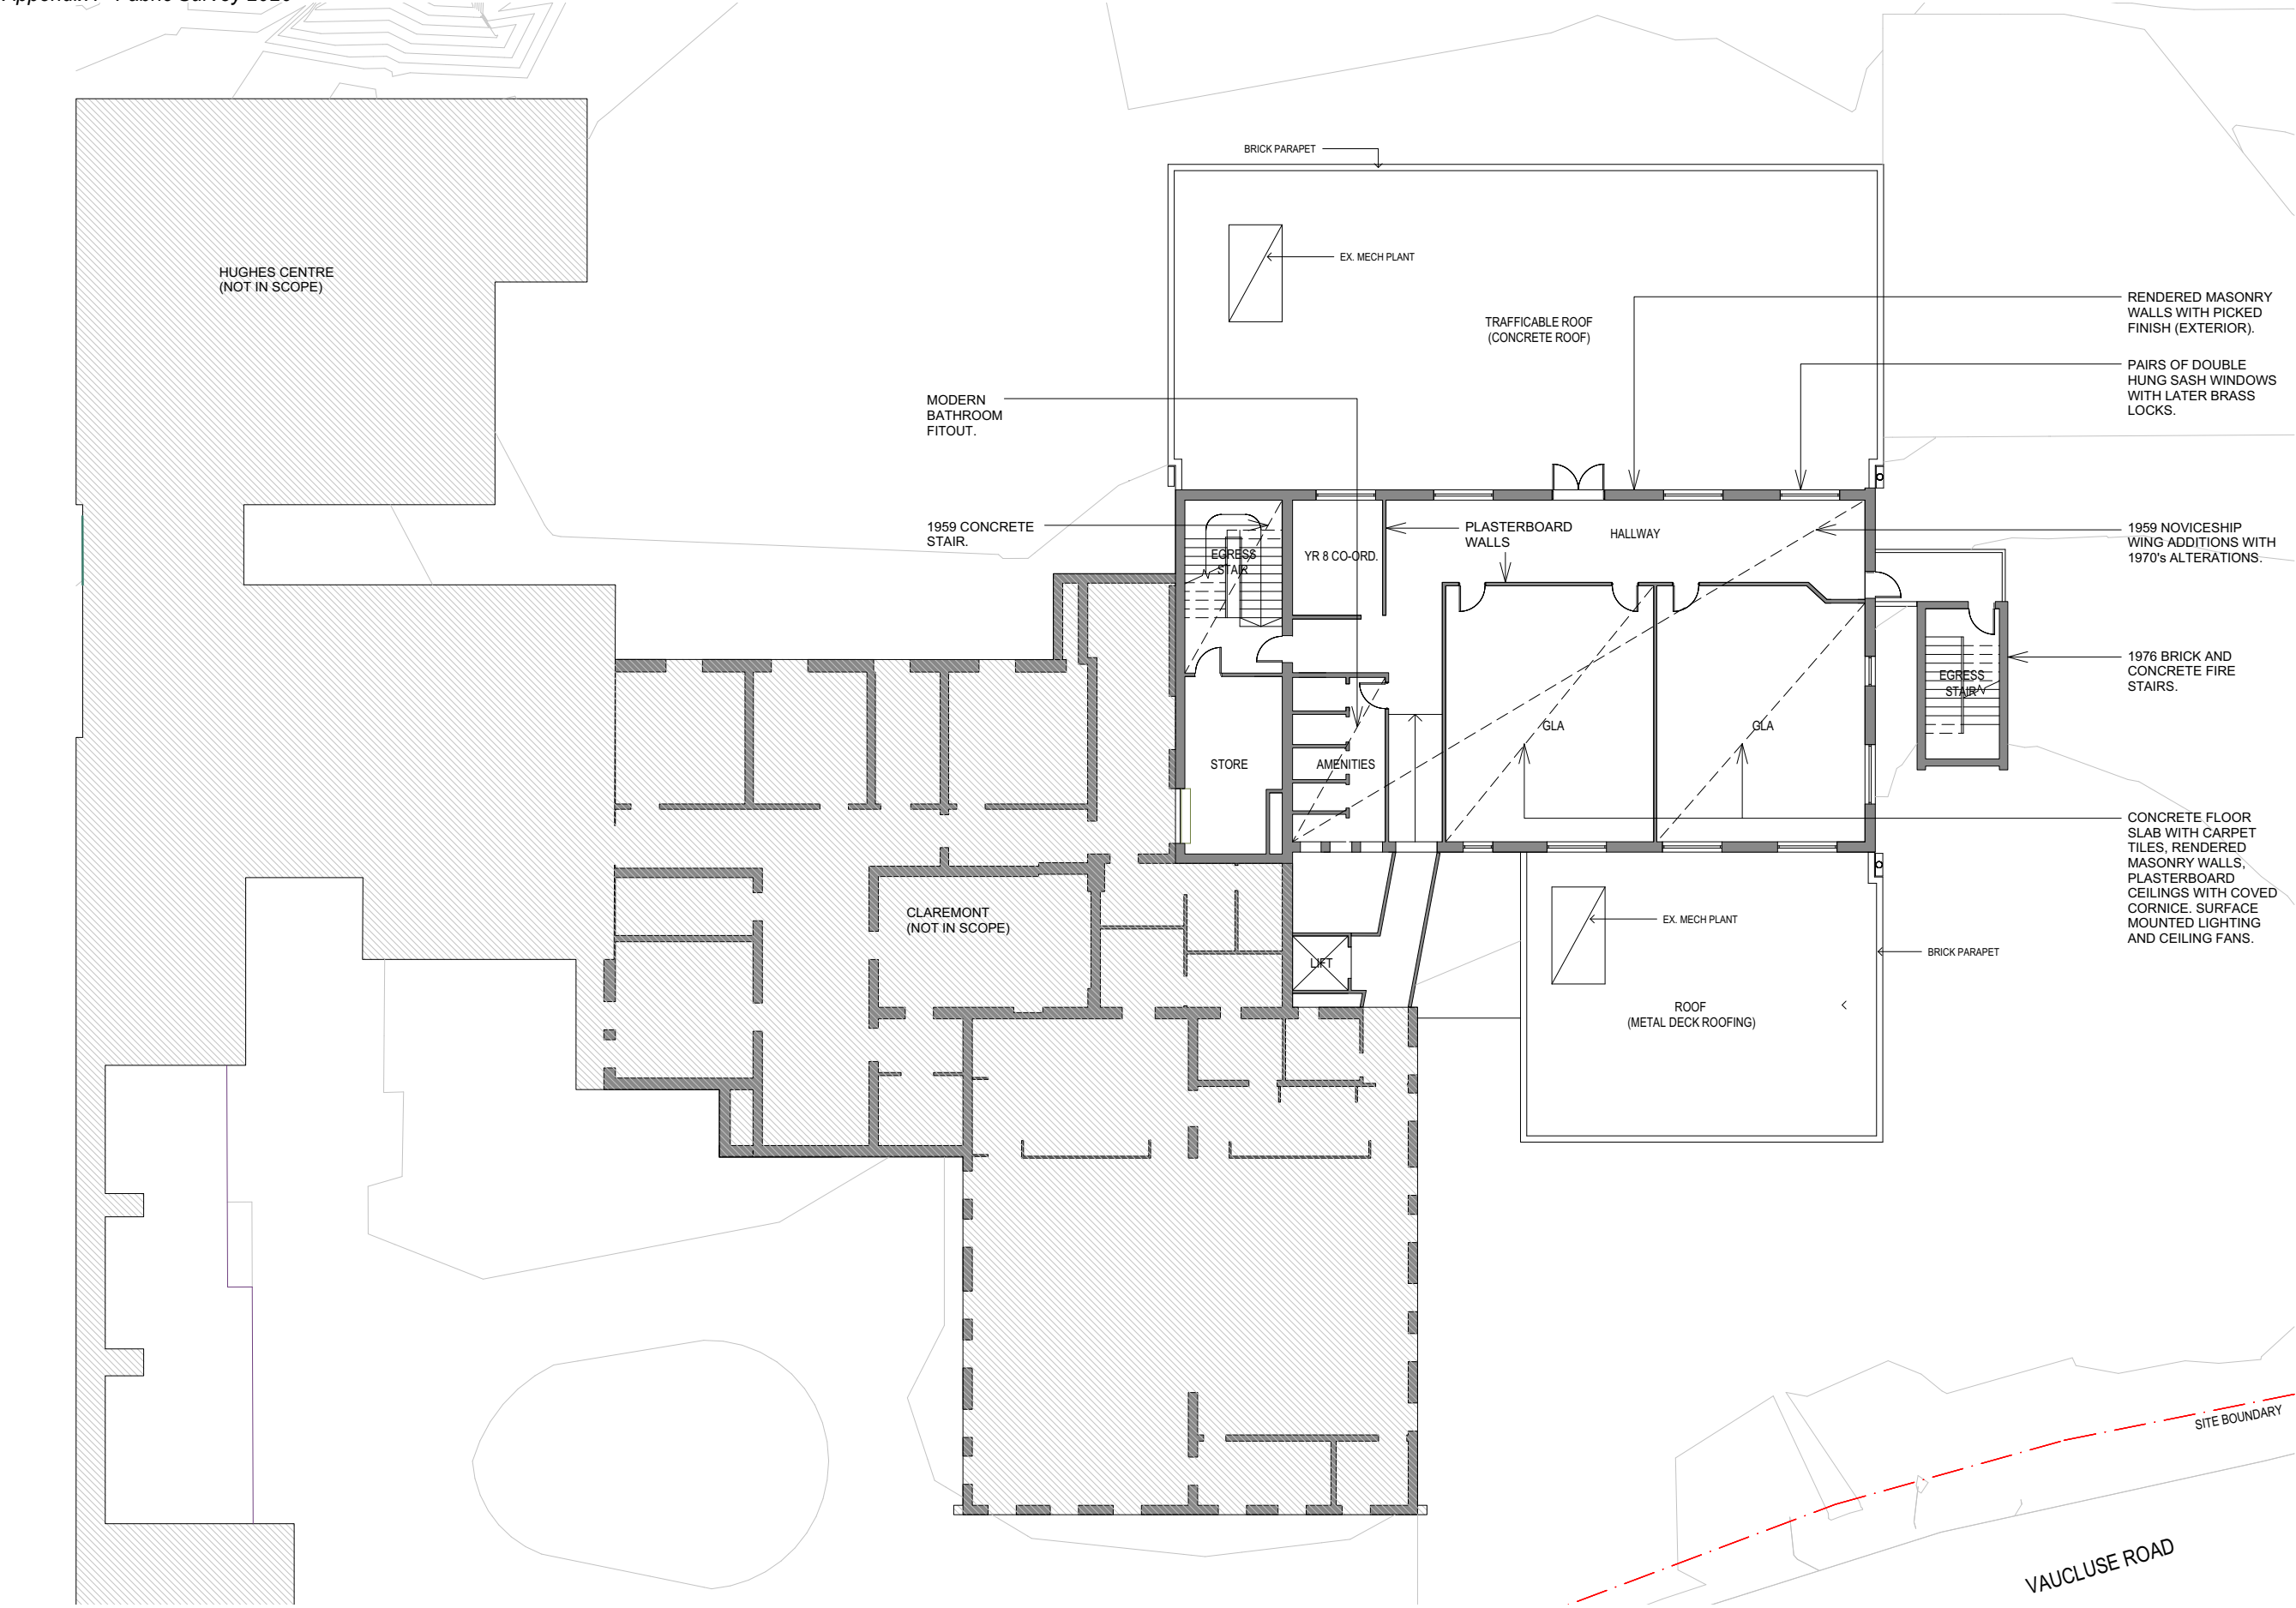 BRICK PARAPET
HUGHES CENTRE
(NOT IN SCOPE)
EX. MECH PLANT
TRAFFICABLE ROOF
(CONCRETE ROOF)
RENDERED MASONRY
WALLS WITH PICKED
FINISH (EXTERIOR).
PAIRS OF DOUBLE
HUNG SASH WINDOWS
WITH LATER BRASS
LOCKS.
MODERN
BATHROOM
FITOUT.
1959 CONCRETE
STAIR.
EGRESS
STAIR
YR 8 CO-ORD.
PLASTERBOARD
WALLS
HALLWAY
1959 NOVICESHIP
WING ADDITIONS WITH
1970's ALTERATIONS.
1976 BRICK AND
CONCRETE FIRE
STAIRS.
EGRESS
STAIR
STORE
AMENITIES
GLA
GLA
CONCRETE FLOOR
SLAB WITH CARPET
TILES, RENDERED
MASONRY WALLS,
PLASTERBOARD
CEILINGS WITH COVED
CORNICE. SURFACE
MOUNTED LIGHTING
AND CEILING FANS.
CLAREMONT
(NOT IN SCOPE)
LIFT
EX. MECH PLANT
BRICK PARAPET
ROOF
(METAL DECK ROOFING)
SITE BOUNDARY
VAUCLUSE ROAD